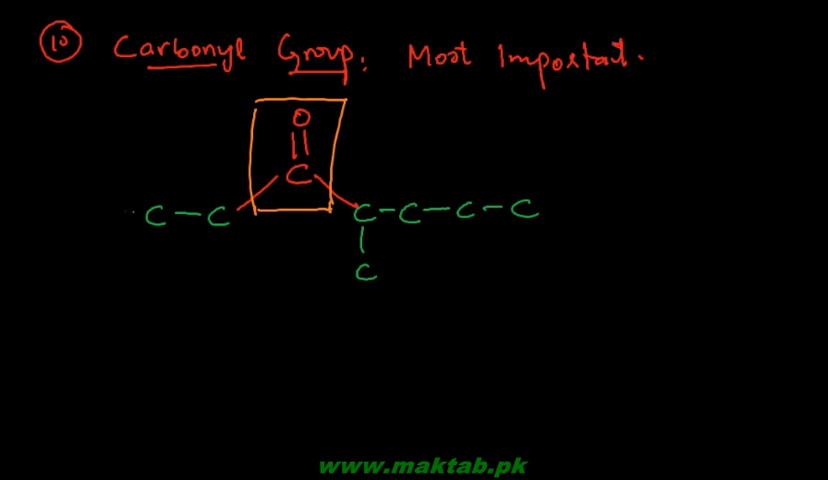 10 Carbonyl Group: Most Important.
O
C
C-C C-C-C-C
C
www.maktab.pk